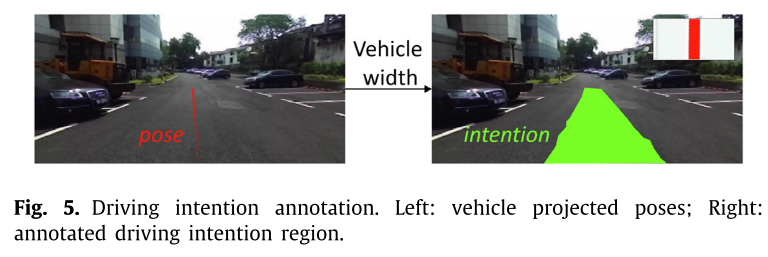 Vehicle
width
pose
intention
Fig. 5. Driving intention annotation. Left: vehicle projected poses; Right:
annotated driving intention region.